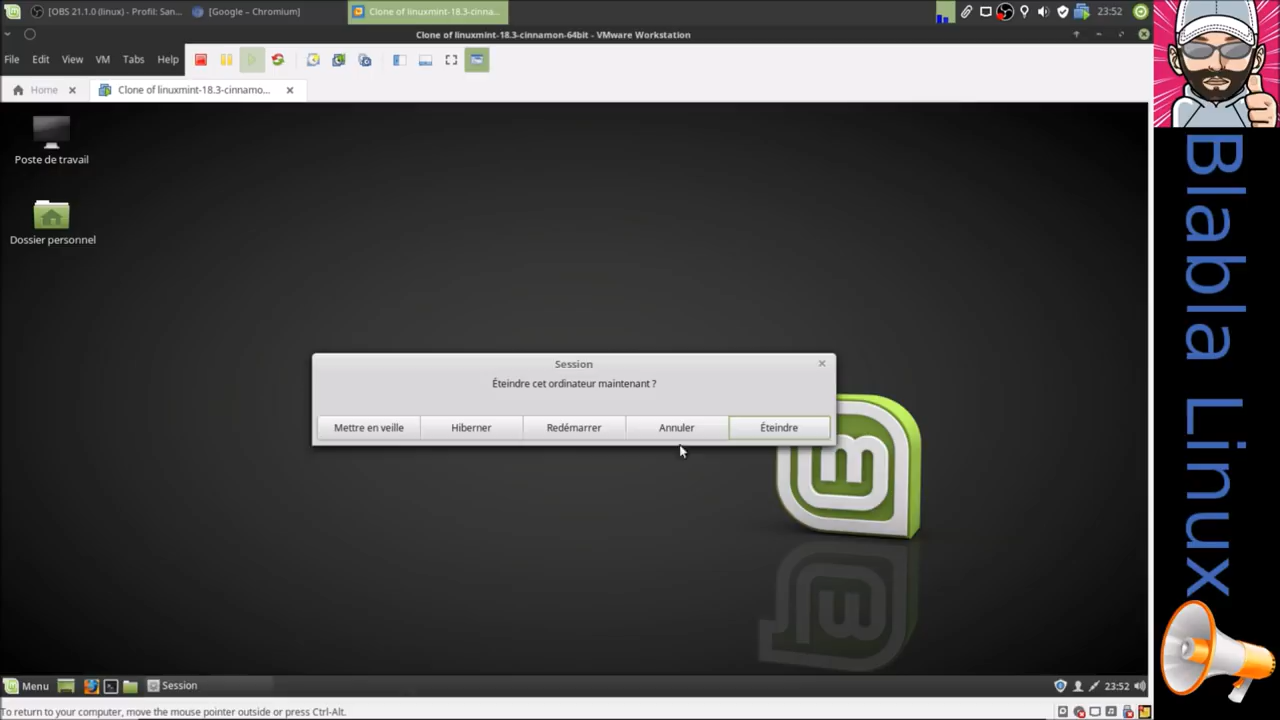 [OBS 21.1.0 (linux) - Profil: San...
[Google – Chromium]
Clone of linuxmint-18.3-cinna...
23:52
Clone of linuxmint-18.3-cinnamon-64bit - VMware Workstation
File Edit View VM Tabs Help
Home
Clone of linuxmint-18.3-cinnamo...
Poste de travail
Dossier personnel
Session
Éteindre cet ordinateur maintenant ?
Mettre en veille
Hiberner
Redémarrer
Annuler
Éteindre
Menu
Session
23:52
To return to your computer, move the mouse pointer outside or press Ctrl-Alt.
Blabla Linux